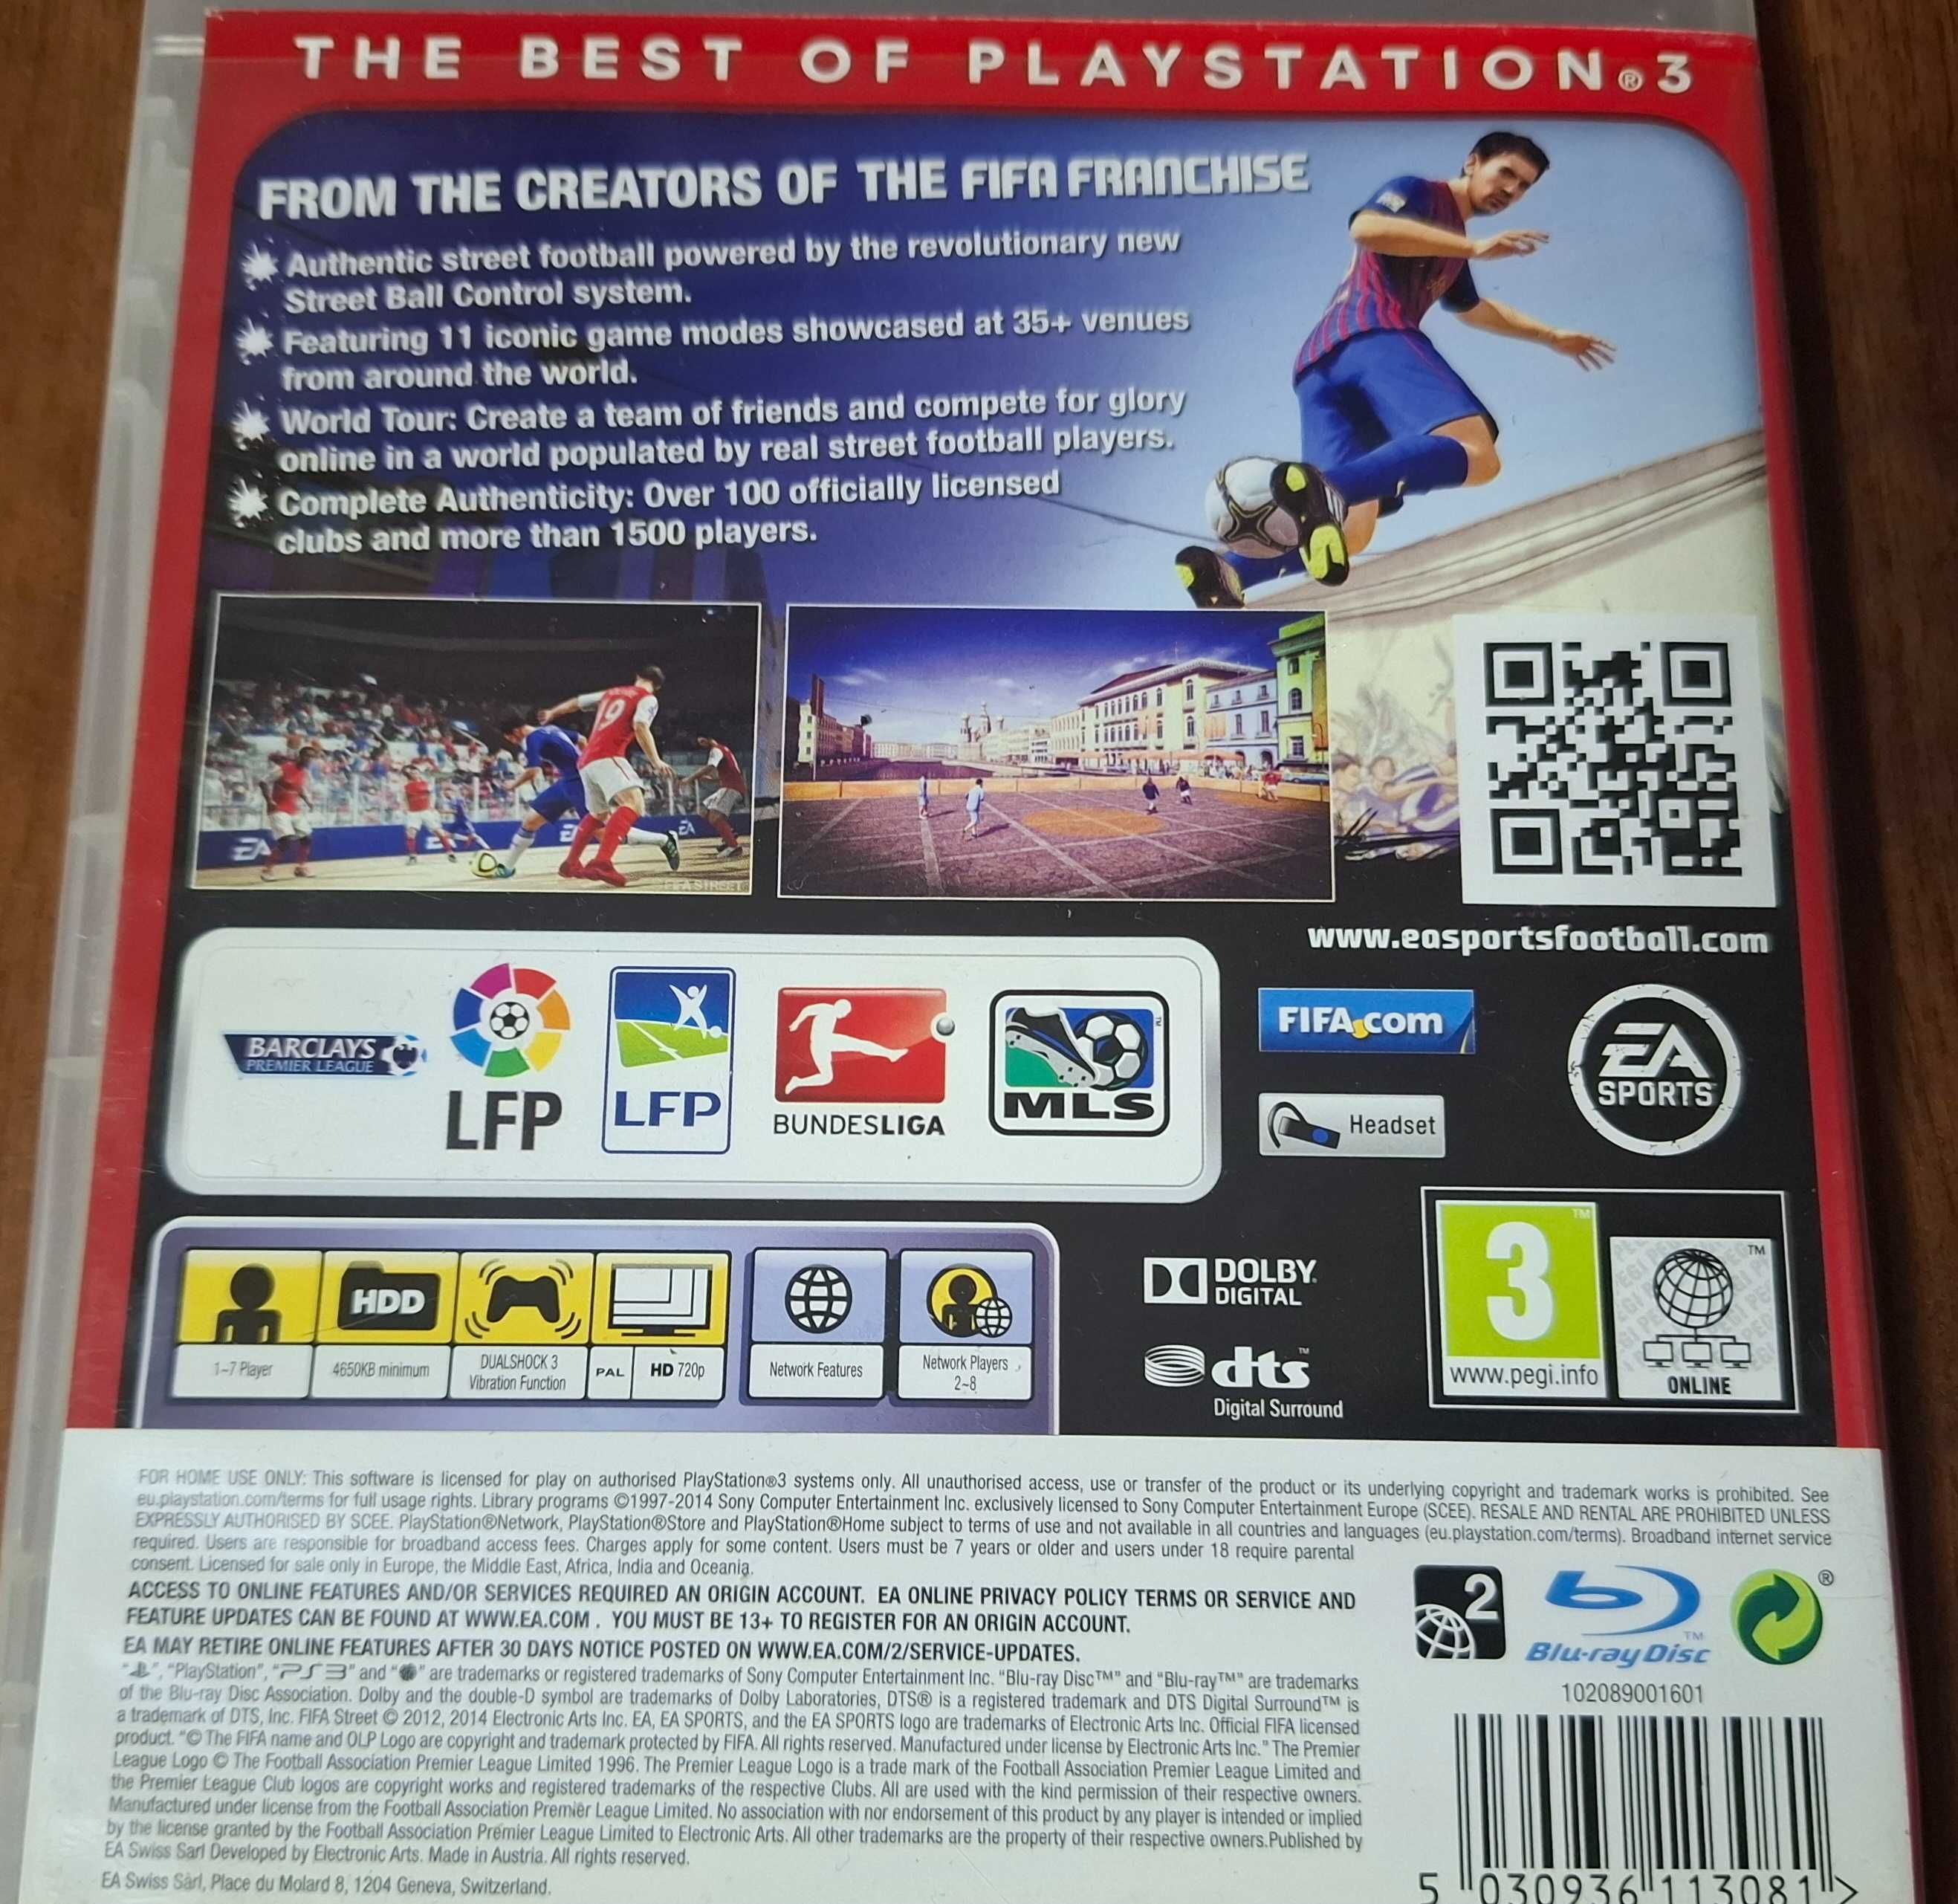 THE BEST OF PLAYSTATION®3
FROM THE CREATORS OF THE FIFA FRANCHISE
Authentic street football powered by the revolutionary new
Street Ball Control system.
Featuring 11 iconic game modes showcased at 35+ venues
from around the world.
World Tour: Create a team of friends and compete for glory
online in a world populated by real street football players.
Complete Authenticity: Over 100 officially licensed
clubs and more than 1500 players.
19
EA
EA
FIFA STREET
www.easportsfootball.com
BARCLAYS
PREMIER LEAGUE
LFP
LFP
BUNDESLIGA
MLS
FIFA.com
Headset
EA
SPORTS
HDD
1-7 Player
4650KB minimum
DUALSHOCK 3
Vibration Function
PAL
HD 720p
Network Features
Network Players
2~8
DOLBY
DIGITAL
dts
Digital Surround
3
www.pegi.info
ONLINE
FOR HOME USE ONLY: This software is licensed for play on authorised PlayStation®3 systems only. All unauthorised access, use or transfer of the product or its underlying copyright and trademark works is prohibited. See
eu.playstation.com/terms for full usage rights. Library programs ©1997-2014 Sony Computer Entertainment Inc. exclusively licensed to Sony Computer Entertainment Europe (SCEE). RESALE AND RENTAL ARE PROHIBITED UNLESS
EXPRESSLY AUTHORISED BY SCEE. PlayStation®Network, PlayStation®Store and PlayStation®Home subject to terms of use and not available in all countries and languages (eu.playstation.com/terms). Broadband internet service
required. Users are responsible for broadband access fees. Charges apply for some content. Users must be 7 years or older and users under 18 require parental
consent. Licensed for sale only in Europe, the Middle East, Africa, India and Oceania.
ACCESS TO ONLINE FEATURES AND/OR SERVICES REQUIRED AN ORIGIN ACCOUNT. EA ONLINE PRIVACY POLICY TERMS OR SERVICE AND
FEATURE UPDATES CAN BE FOUND AT WWW.EA.COM . YOU MUST BE 13+ TO REGISTER FOR AN ORIGIN ACCOUNT.
EA MAY RETIRE ONLINE FEATURES AFTER 30 DAYS NOTICE POSTED ON WWW.EA.COM/2/SERVICE-UPDATES.
"", "PlayStation", "PS3" and "" are trademarks or registered trademarks of Sony Computer Entertainment Inc. "Blu-ray Disc™" and "Blu-ray™" are trademarks
of the Blu-ray Disc Association. Dolby and the double-D symbol are trademarks of Dolby Laboratories, DTS® is a registered trademark and DTS Digital Surround™ is
a trademark of DTS, Inc. FIFA Street © 2012, 2014 Electronic Arts Inc. EA, EA SPORTS, and the EA SPORTS logo are trademarks of Electronic Arts Inc. Official FIFA licensed
product. "© The FIFA name and OLP Logo are copyright and trademark protected by FIFA. All rights reserved. Manufactured under license by Electronic Arts Inc." The Premier
League Logo © The Football Association Premier League Limited 1996. The Premier League Logo is a trade mark of the Football Association Premier League Limited and
the Premier League Club logos are copyright works and registered trademarks of the respective Clubs. All are used with the kind permission of their respective owners.
Manufactured under license from the Football Association Premier League Limited. No association with nor endorsement of this product by any player is intended or implied
by the license granted by the Football Association Premier League Limited to Electronic Arts. All other trademarks are the property of their respective owners.Published by
EA Swiss Sarl Developed by Electronic Arts. Made in Austria. All rights reserved.
EA Swiss Sàrl, Place du Molard 8, 1204 Geneva, Switzerland.
2
Blu-ray Disc
®
102089001601
5 030936 113081 >